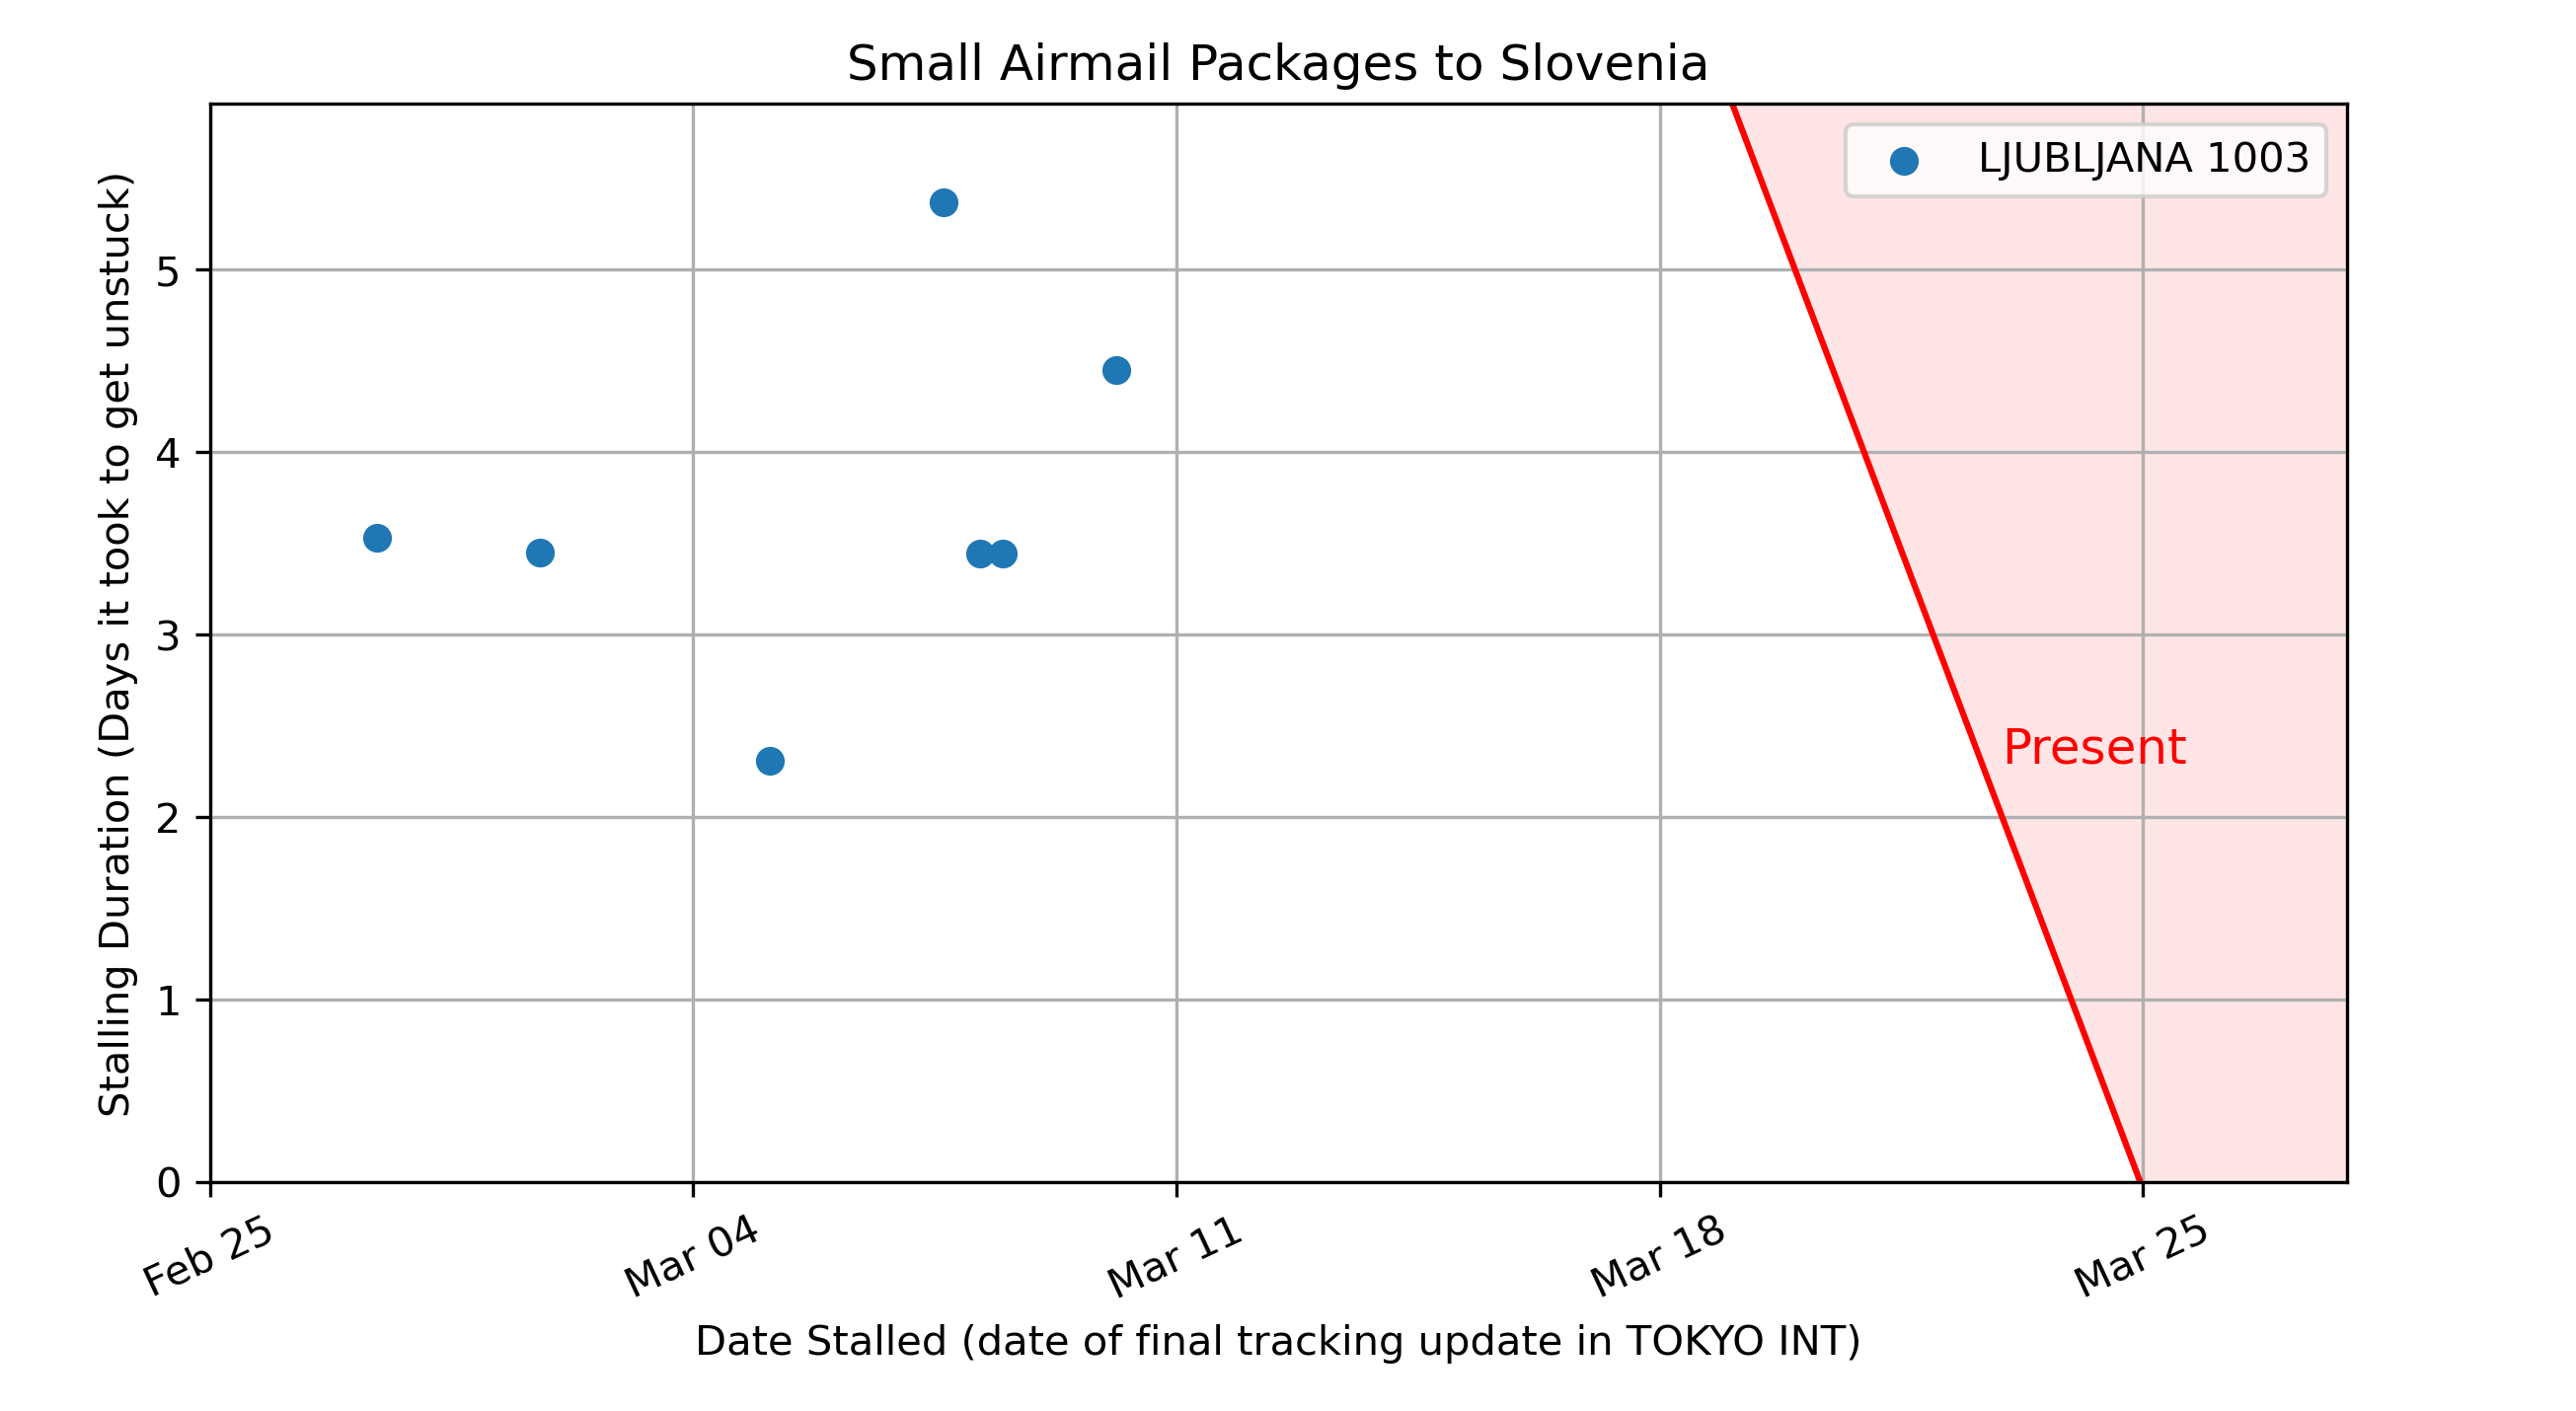 Small Airmail Packages to Slovenia
LJUBLJANA 1003
Stalling Duration (Days it took to get unstuck)
5
4
3
2
1
0
Present
Feb 25
Mar 04
Mar 11
Mar 18
Mar 25
Date Stalled (date of final tracking update in TOKYO INT)